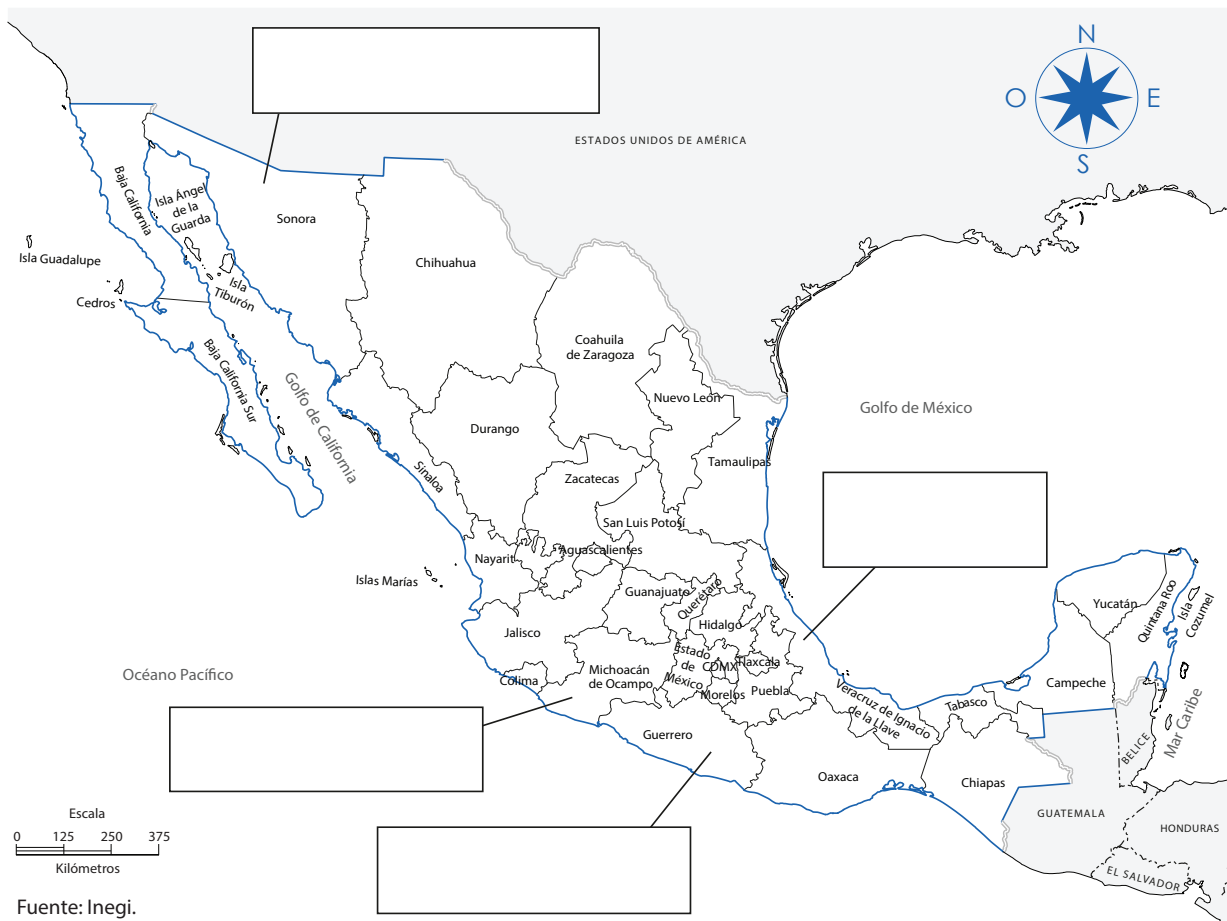 N
O
E
S
ESTADOS UNIDOS DE AMÉRICA
Baja California
Isla Ángel
de la
Guarda
Sonora
Isla Guadalupe
Chihuahua
Cedros
Isla
Tiburón
Coahuila
de Zaragoza
Baja California Sur
Golfo de California
Nuevo León
Golfo de México
Durango
Sinaloa
Tamaulipas
Zacatecas
San Luis Potosí
Nayarit
Aguascalientes
Islas Marías
Guanajuato
Querétaro
Hidalgo
Yucatán
Quintana Roo
Isla
Cozumel
Jalisco
Estado
de
México
CDMX
Tlaxcala
Océano Pacífico
Colima
Michoacán
de Ocampo
Morelos
Puebla
Veracruz de Ignacio
de la Llave
Tabasco
Campeche
Mar Caribe
BELICE
Guerrero
Oaxaca
Chiapas
GUATEMALA
HONDURAS
EL SALVADOR
Escala
0 125 250 375
Kilómetros
Fuente: Inegi.